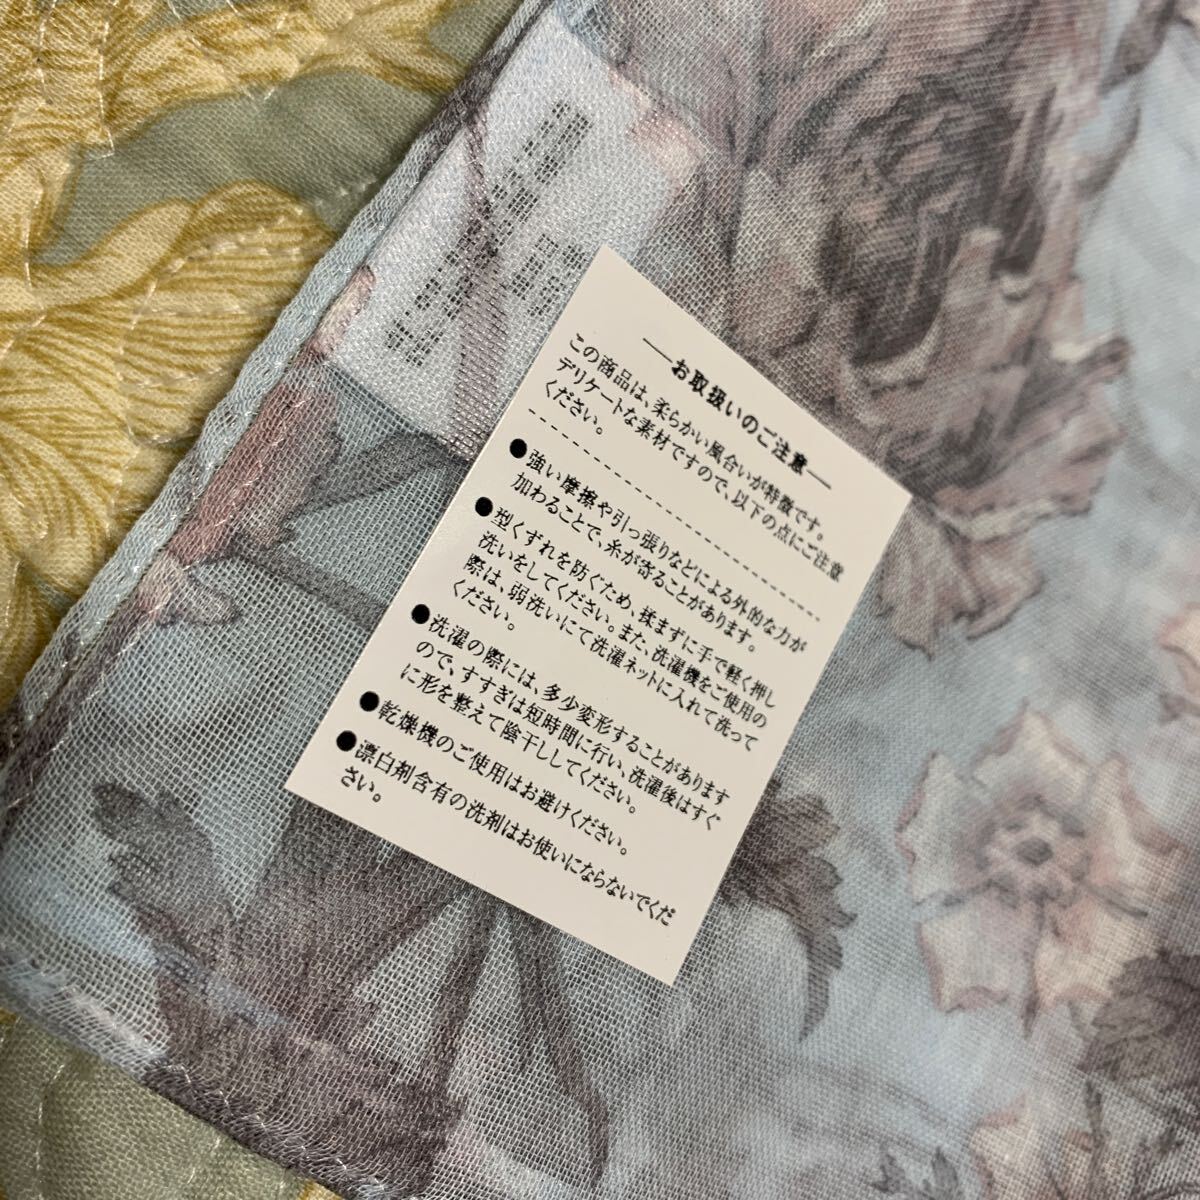 お取扱いのご注意
この商品は、柔らかい風合いが特徴です。
デリケートな素材ですので、以下の点にご注意
ください。
●強い摩擦や引っ張りなどによる外的な力が
加わることで、糸が寄ることがあります。
●型くずれを防ぐため、揉まずに手で軽く押し
洗いをしてください。また、洗濯機をご使用の
際は、弱洗いにて洗濯ネットに入れて洗って
ください。
●洗濯の際には、多少変形することがあります
ので、すすぎは短時間に行い、洗濯後はすぐ
に形を整えて陰干ししてください。
●乾燥機のご使用はお避けください。
●漂白剤含有の洗剤はお使いにならないでくだ
さい。